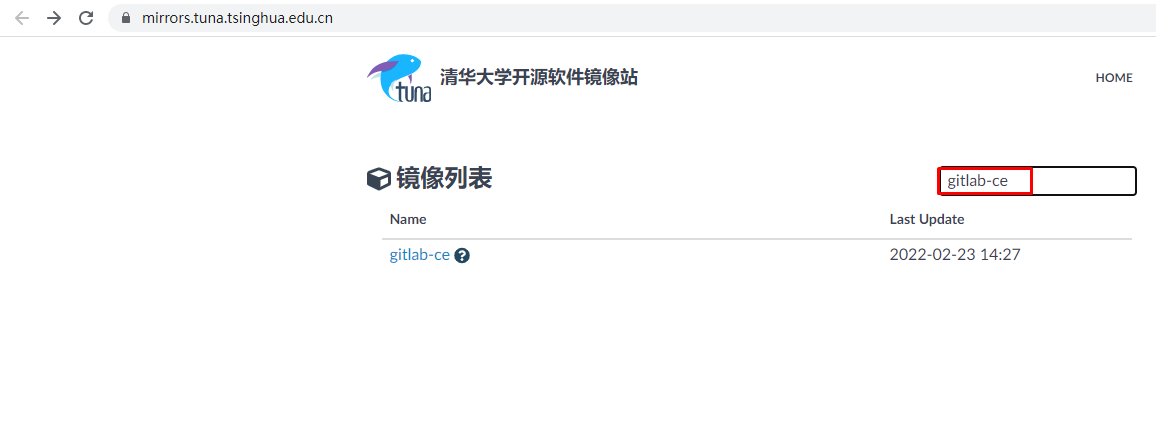 mirrors.tuna.tsinghua.edu.cn
tuna 清华大学开源软件镜像站 HOME
镜像列表 gitlab-ce
Name Last Update
gitlab-ce ? 2022-02-23 14:27